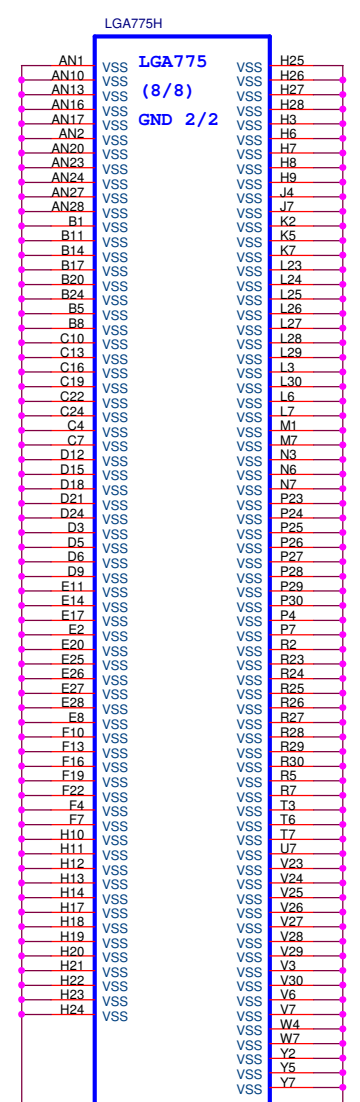 LGA775H
AN1 VSS LGA775 VSS H25
AN10 VSS VSS H26
AN13 VSS (8/8) VSS H27
AN16 VSS VSS H28
AN17 VSS GND 2/2 VSS H3
AN2 VSS VSS H6
AN20 VSS VSS H7
AN23 VSS VSS H8
AN24 VSS VSS H9
AN27 VSS VSS J4
AN28 VSS VSS J7
B1 VSS VSS K2
B11 VSS VSS K5
B14 VSS VSS K7
B17 VSS VSS L23
B20 VSS VSS L24
B24 VSS VSS L25
B5 VSS VSS L26
B8 VSS VSS L27
C10 VSS VSS L28
C13 VSS VSS L29
C16 VSS VSS L3
C19 VSS VSS L30
C22 VSS VSS L6
C24 VSS VSS L7
C4 VSS VSS M1
C7 VSS VSS M7
D12 VSS VSS N3
D15 VSS VSS N6
D18 VSS VSS N7
D21 VSS VSS P23
D24 VSS VSS P24
D3 VSS VSS P25
D5 VSS VSS P26
D6 VSS VSS P27
D9 VSS VSS P28
E11 VSS VSS P29
E14 VSS VSS P30
E17 VSS VSS P4
E2 VSS VSS P7
E20 VSS VSS R2
E25 VSS VSS R23
E26 VSS VSS R24
E27 VSS VSS R25
E28 VSS VSS R26
E8 VSS VSS R27
F10 VSS VSS R28
F13 VSS VSS R29
F16 VSS VSS R30
F19 VSS VSS R5
F22 VSS VSS R7
F4 VSS VSS T3
F7 VSS VSS T6
H10 VSS VSS T7
H11 VSS VSS U7
H12 VSS VSS V23
H13 VSS VSS V24
H14 VSS VSS V25
H17 VSS VSS V26
H18 VSS VSS V27
H19 VSS VSS V28
H20 VSS VSS V29
H21 VSS VSS V3
H22 VSS VSS V30
H23 VSS VSS V6
H24 VSS VSS V7
VSS W4
VSS W7
VSS Y2
VSS Y5
VSS Y7